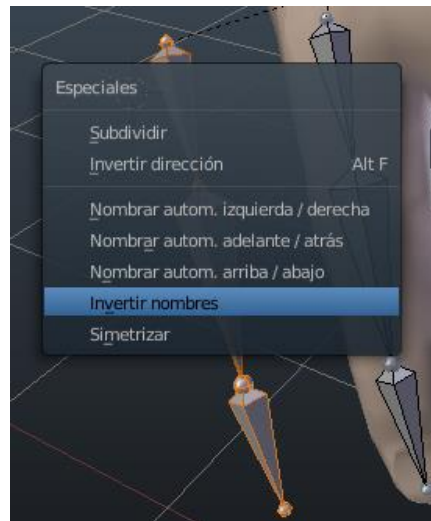 Especiales
Subdividir
Invertir dirección Alt F
Nombrar autom. izquierda / derecha
Nombrar autom. adelante / atrás
Nombrar autom. arriba / abajo
Invertir nombres
Simetrizar